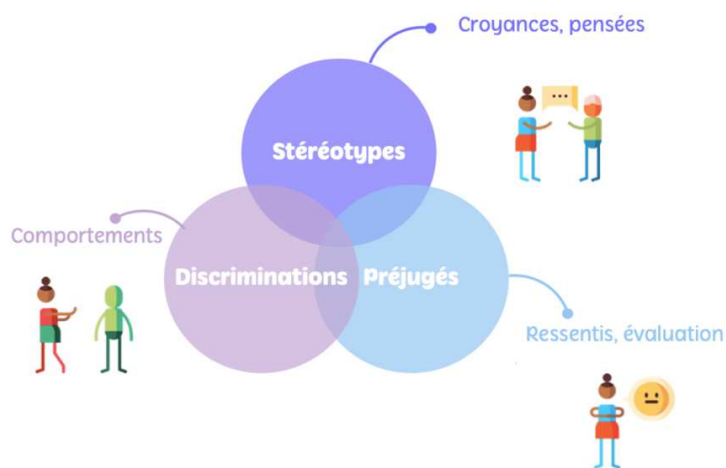 Croyances, pensées
Stéréotypes
Comportements
Discriminations
Préjugés
Ressentis, évaluation